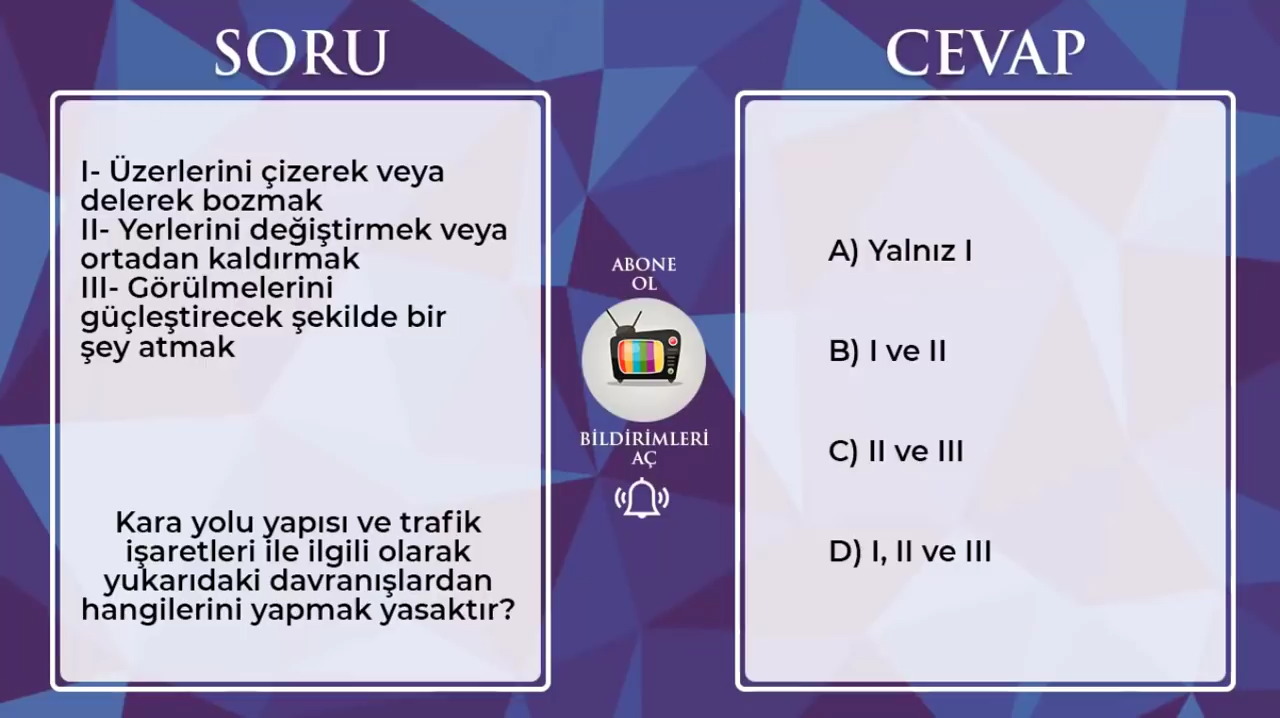 SORU
I- Üzerlerini çizerek veya
delerek bozmak
II- Yerlerini değiştirmek veya
ortadan kaldırmak
III- Görülmelerini
güçleştirecek şekilde bir
şey atmak
Kara yolu yapısı ve trafik
işaretleri ile ilgili olarak
yukarıdaki davranışlardan
hangilerini yapmak yasaktır?
ABONE
OL
BİLDİRİMLERİ
AÇ
CEVAP
A) Yalnız I
B) I ve II
C) II ve III
D) I, II ve III